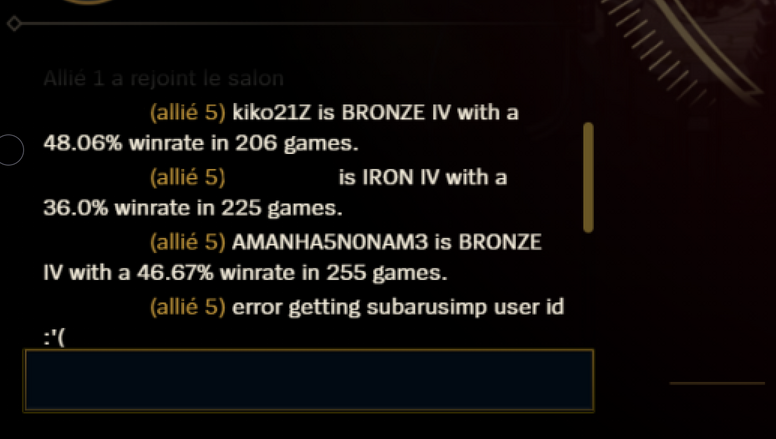 Allié 1 a rejoint le salon
(allié 5) kiko21Z is BRONZE IV with a
48.06% winrate in 206 games.
(allié 5) is IRON IV with a
36.0% winrate in 225 games.
(allié 5) AMANHA5N0NAM3 is BRONZE
IV with a 46.67% winrate in 255 games.
(allié 5) error getting subarusimp user id
:'(